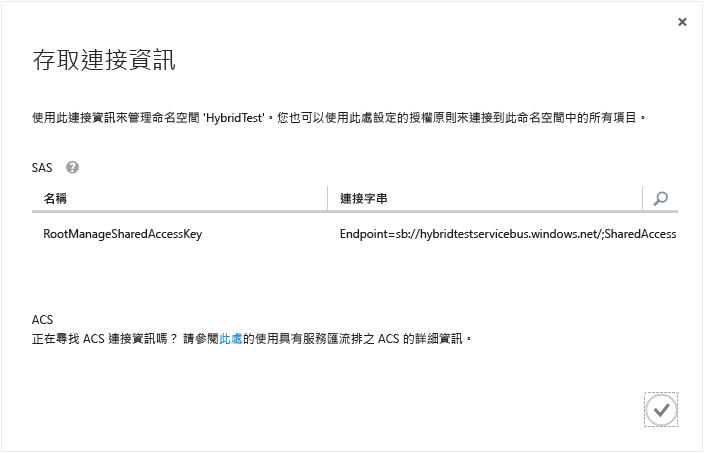 存取連接資訊
使用此連接資訊來管理命名空間 'HybridTest'。您也可以使用此處設定的授權原則來連接到此命名空間中的所有項目。
SAS ?
名稱 連接字串
RootManageSharedAccessKey Endpoint=sb://hybridtestservicebus.windows.net/;SharedAccess
ACS
正在尋找 ACS 連接資訊嗎？ 請參閱此處的使用具有服務匯流排之 ACS 的詳細資訊。